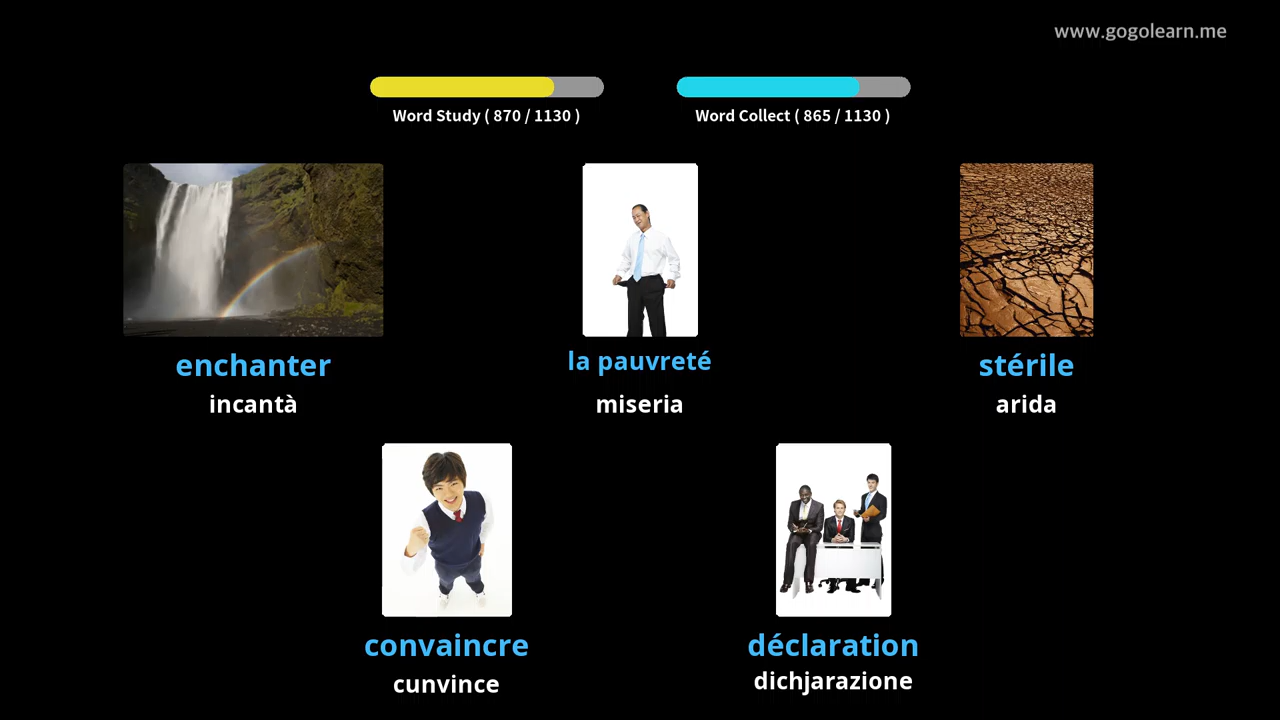 www.gogolearn.me
Word Study ( 870 / 1130 )
Word Collect ( 865 / 1130 )
enchanter
incantà
la pauvreté
miseria
stérile
arida
convaincre
cunvince
déclaration
dichjarazione